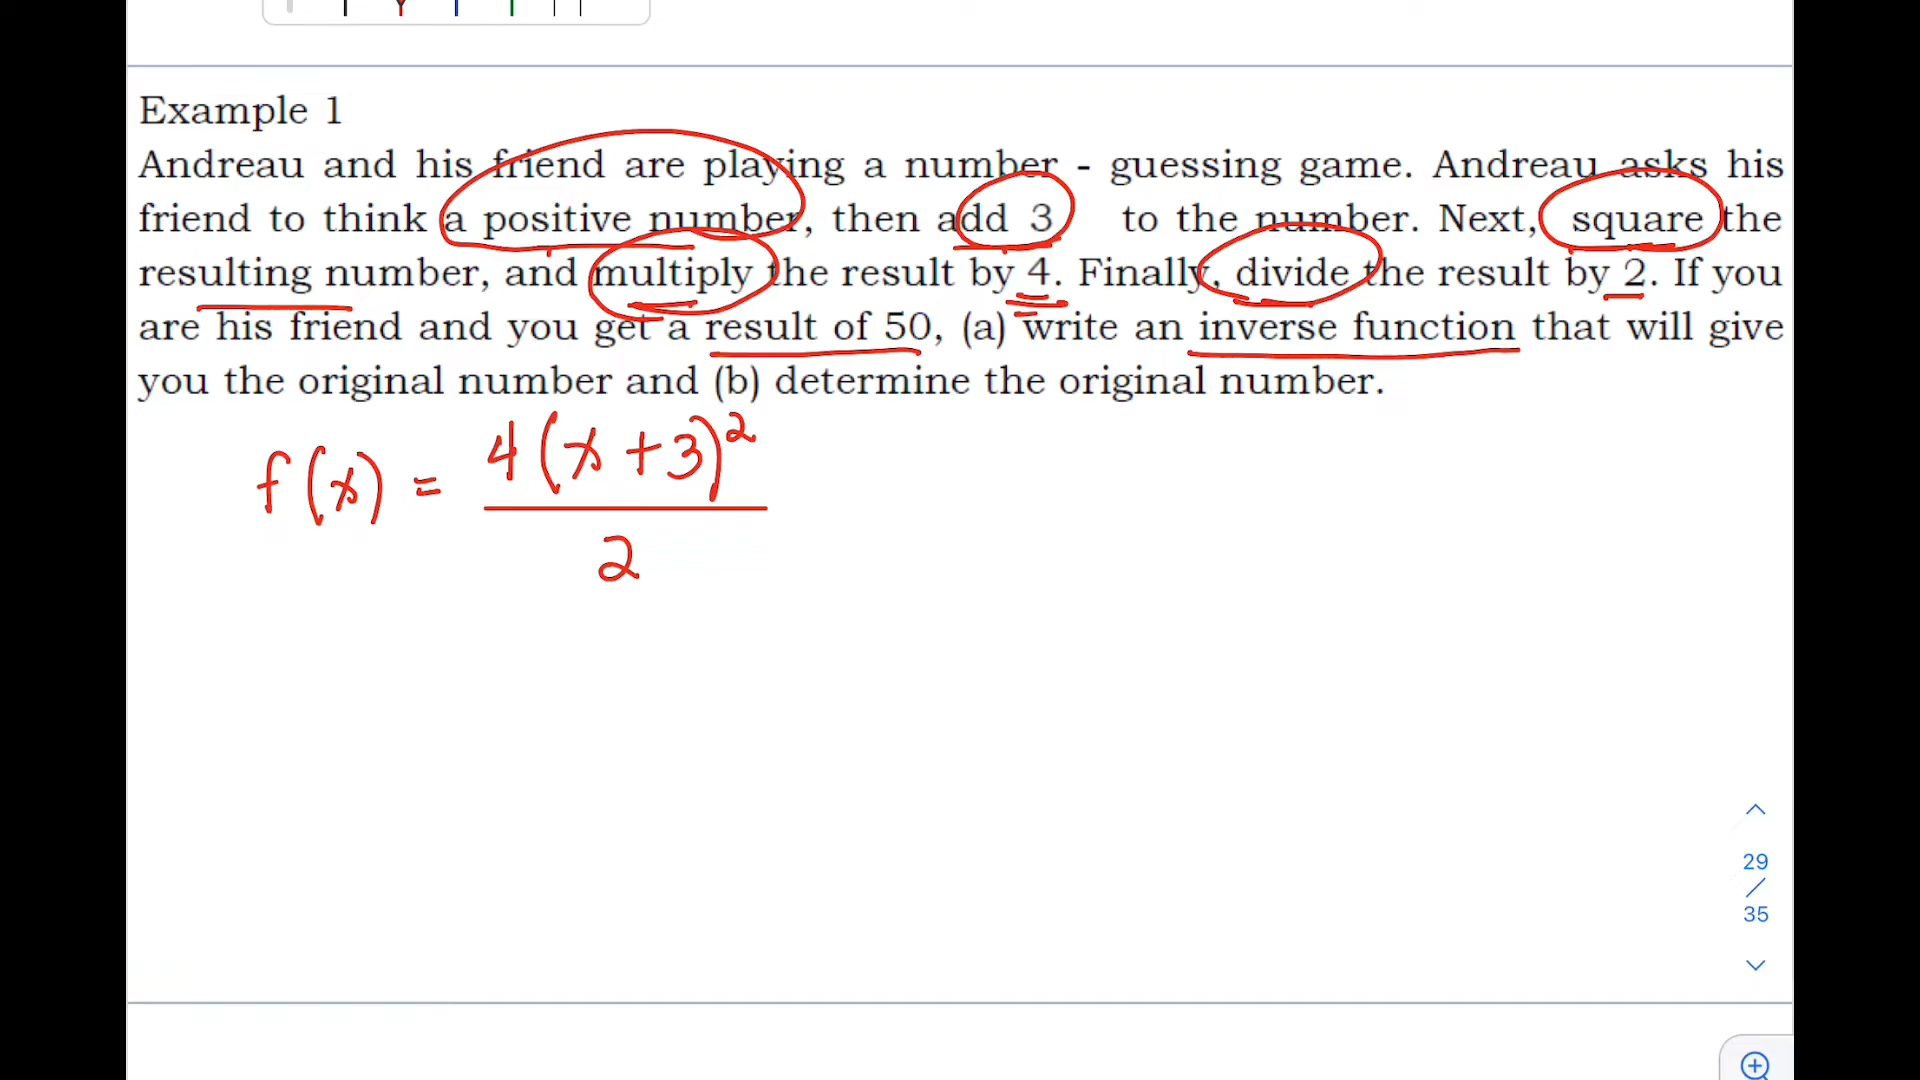 Example 1
Andreau and his friend are playing a number - guessing game. Andreau asks his
friend to think a positive number, then add 3 to the number. Next, square the
resulting number, and multiply the result by 4. Finally, divide the result by 2. If you
are his friend and you get a result of 50, (a) write an inverse function that will give
you the original number and (b) determine the original number.
f(x) = 4(x+3)²
2
29
/
35